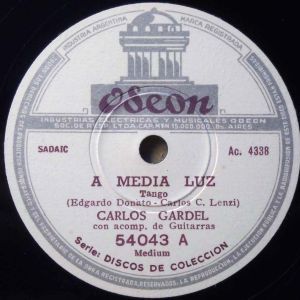 INDUSTRIA ARGENTINA
MARCA REGISTRADA
Odeon
INDUSTRIAS ELECTRICAS Y MUSICALES ODEON
SOC. DE RESP. LTDA. CAP. M$N 15.000.000 Bs. AIRES
SADAIC
Ac. 4338
A MEDIA LUZ
Tango
(Edgardo Donato - Carlos C. Lenzi)
CARLOS GARDEL
con acomp. de Guitarras
54043 A
Medium
Serie: DISCOS DE COLECCION